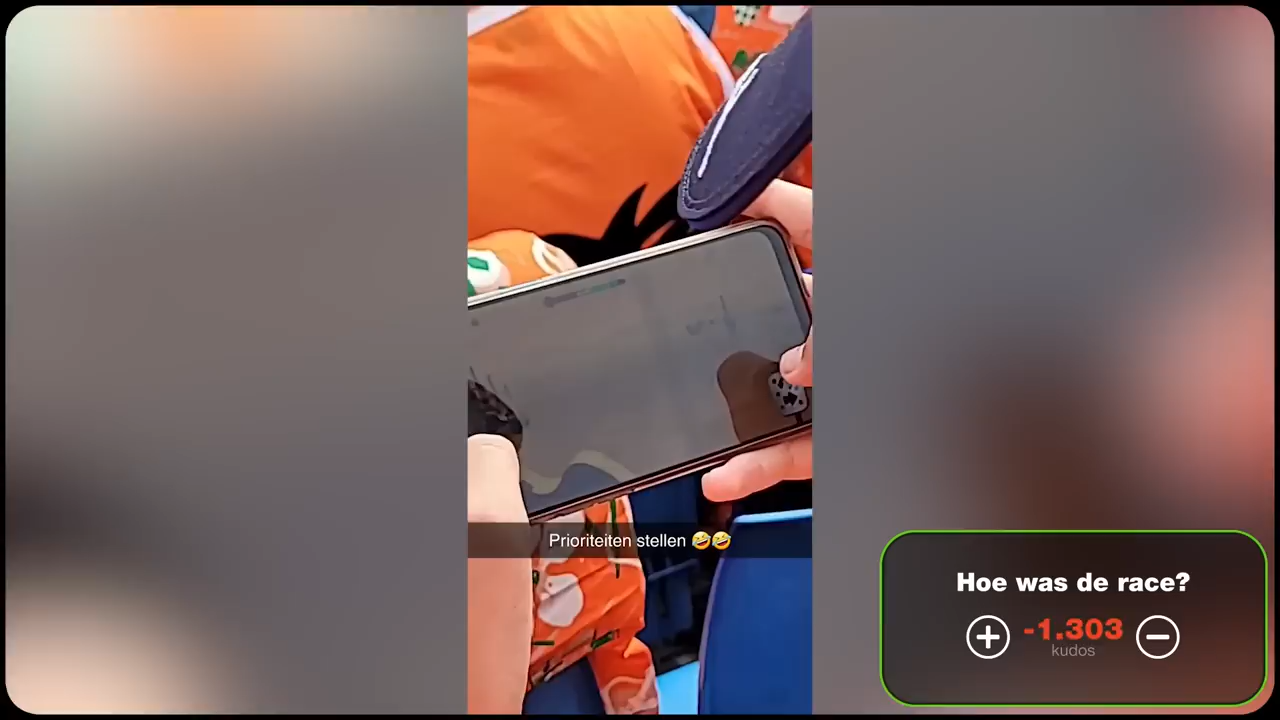 Prioriteiten stellen 🤣🤣
Hoe was de race?
-1.303
kudos